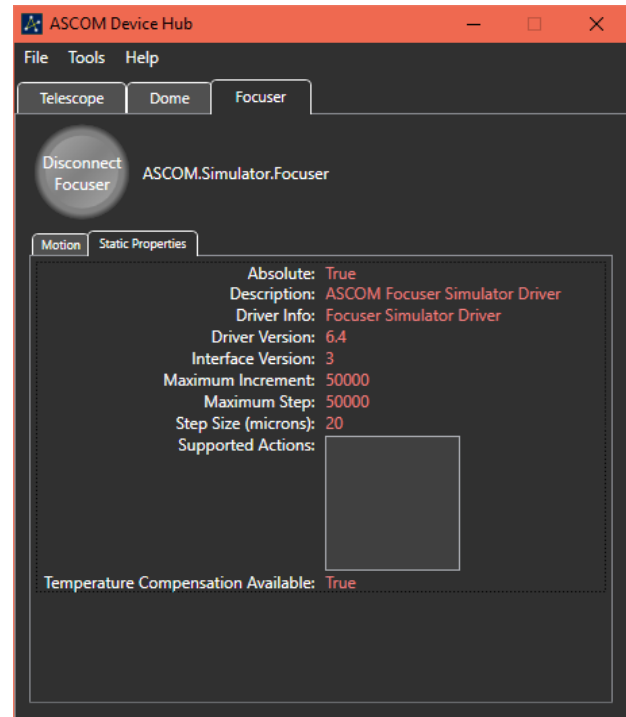 ASCOM Device Hub
File Tools Help
Telescope Dome Focuser
Disconnect
Focuser
ASCOM.Simulator.Focuser
Motion Static Properties
Absolute: True
Description: ASCOM Focuser Simulator Driver
Driver Info: Focuser Simulator Driver
Driver Version: 6.4
Interface Version: 3
Maximum Increment: 50000
Maximum Step: 50000
Step Size (microns): 20
Supported Actions:
Temperature Compensation Available: True